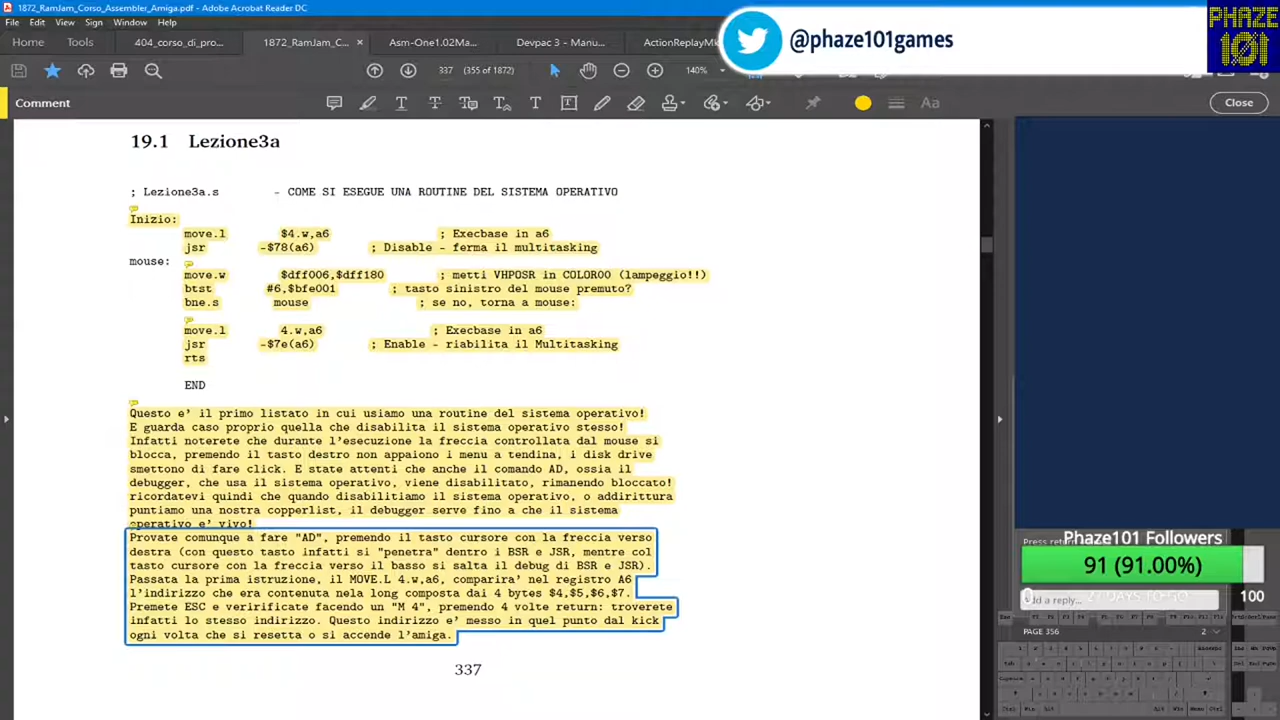 1872_RamJam_Corso_Assembler_Amiga.pdf - Adobe Acrobat Reader DC
File Edit View Sign Window Help
Home Tools 404_corso_di_pro... 1872_RamJam_C... × Asm-One1.02Ma... Devpac 3 - Manu...
@phaze101games
PHAZE
101
337 (355 of 1872) 140%
Comment
Close
19.1 Lezione3a
; Lezione3a.s - COME SI ESEGUE UNA ROUTINE DEL SISTEMA OPERATIVO
Inizio:
move.l $4.w,a6 ; Execbase in a6
jsr -$78(a6) ; Disable - ferma il multitasking
mouse:
move.w $dff006,$dff180 ; metti VHPOSR in COLOR00 (lampeggio!!)
btst #6,$bfe001 ; tasto sinistro del mouse premuto?
bne.s mouse ; se no, torna a mouse:
move.l 4.w,a6 ; Execbase in a6
jsr -$7e(a6) ; Enable - riabilita il Multitasking
rts
END
Questo e' il primo listato in cui usiamo una routine del sistema operativo!
E guarda caso proprio quella che disabilita il sistema operativo stesso!
Infatti noterete che durante l'esecuzione la freccia controllata dal mouse si
blocca, premendo il tasto destro non appaiono i menu a tendina, i disk drive
smettono di fare click. E state attenti che anche il comando AD, ossia il
debugger, che usa il sistema operativo, viene disabilitato, rimanendo bloccato!
ricordatevi quindi che quando disabilitiamo il sistema operativo, o addirittura
puntiamo una nostra copperlist, il debugger serve fino a che il sistema
operativo e' vivo!
Provate comunque a fare "AD", premendo il tasto cursore con la freccia verso
destra (con questo tasto infatti si "penetra" dentro i BSR e JSR, mentre col
tasto cursore con la freccia verso il basso si salta il debug di BSR e JSR).
Passata la prima istruzione, il MOVE.L 4.w,a6, comparira' nel registro A6
l'indirizzo che era contenuta nela long composta dai 4 bytes $4,$5,$6,$7.
Premete ESC e veririficate facendo un "M 4", premendo 4 volte return: troverete
infatti lo stesso indirizzo. Questo indirizzo e' messo in quel punto dal kick
ogni volta che si resetta o si accende l'amiga.
337
Phaze101 Followers
91 (91.00%)
0 100
Add a reply...
PAGE 356 2